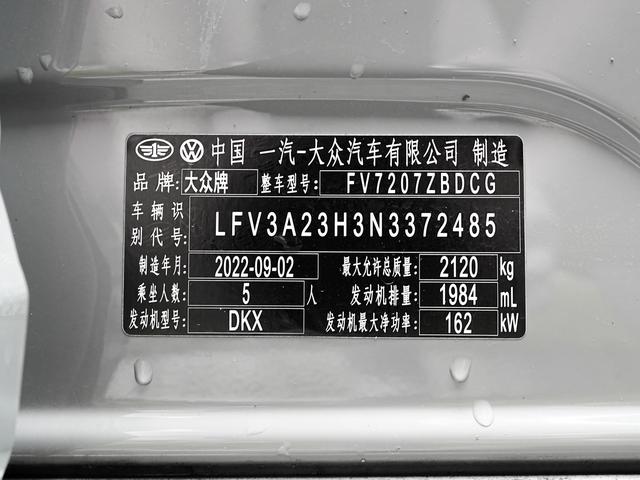 中国 一汽-大众汽车有限公司 制造
品牌: 大众牌 整车型号: FV7207ZBDCG
车辆识别代号: LFV3A23H3N3372485
制造年月: 2022-09-02 最大允许总质量: 2120 kg
乘坐人数: 5 人 发动机排量: 1984 mL
发动机型号: DKX 发动机最大净功率: 162 kW